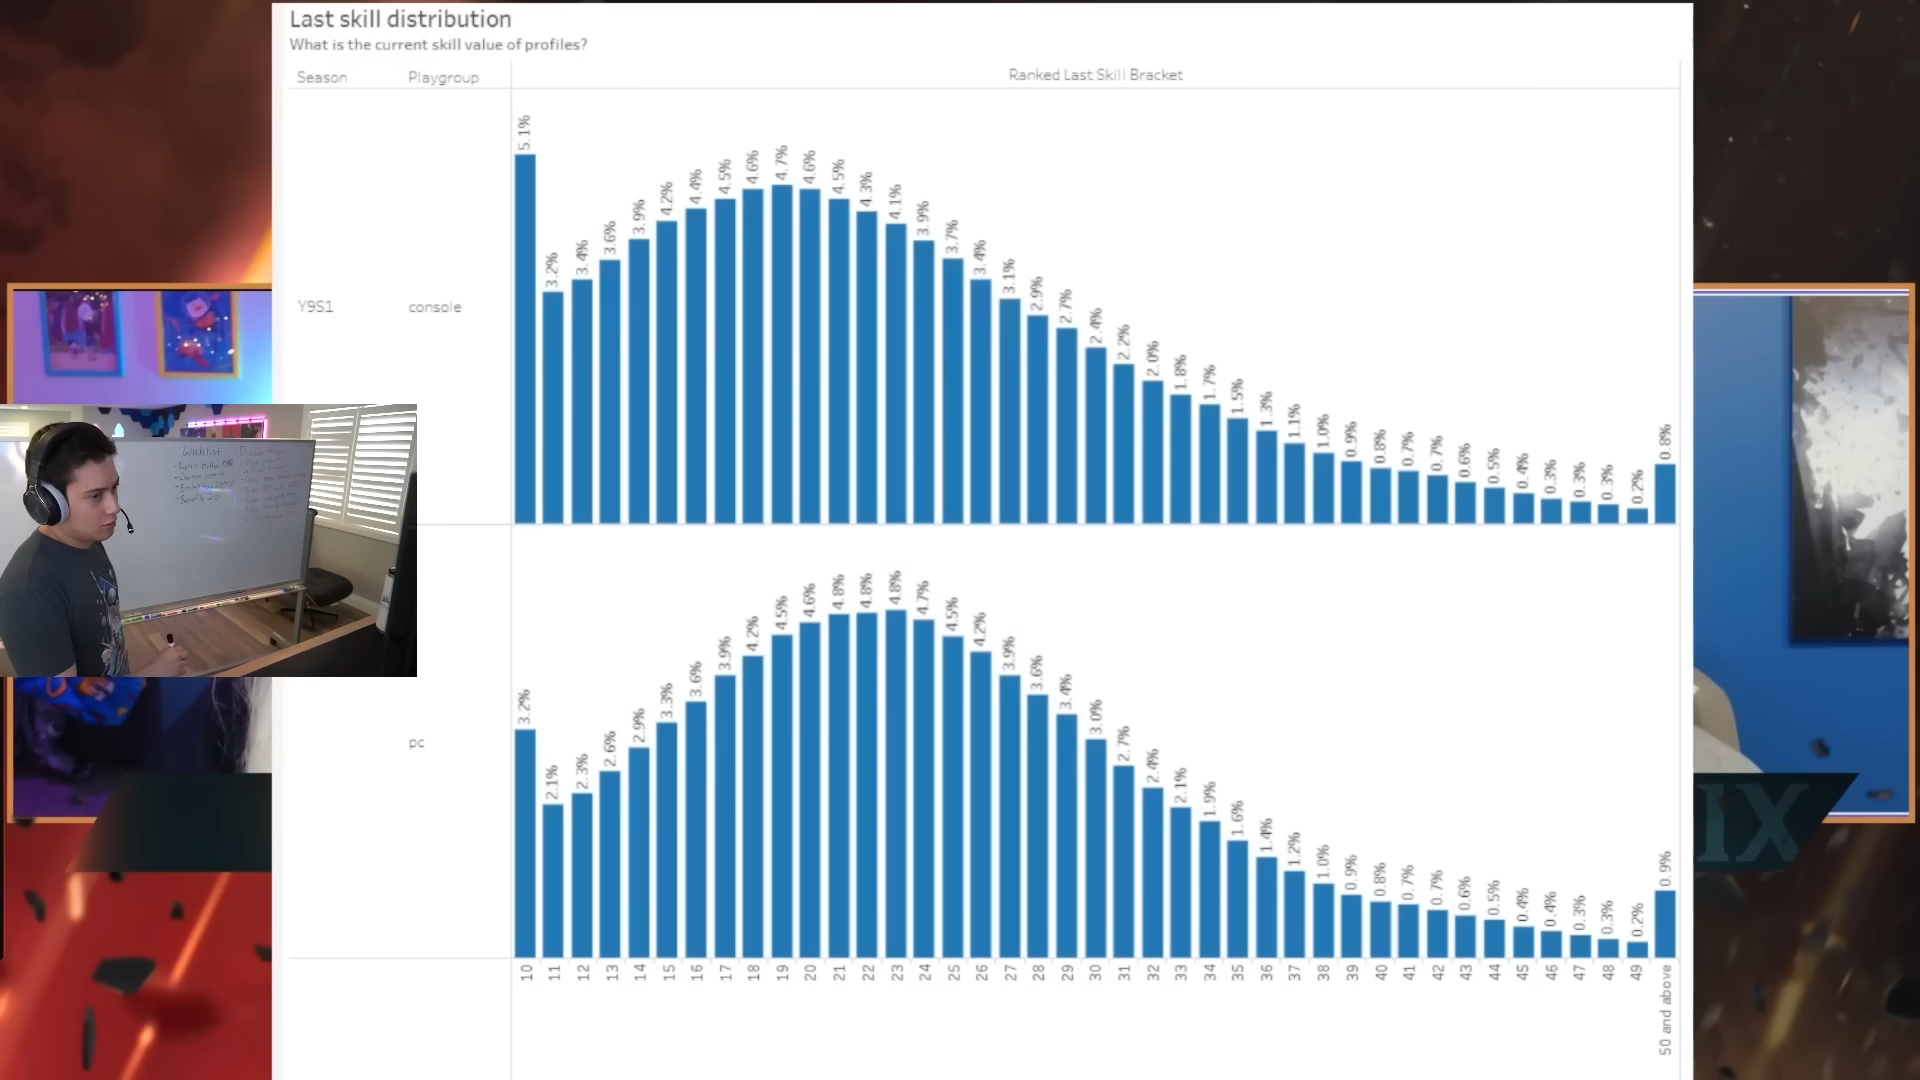 Last skill distribution
What is the current skill value of profiles?
Season Playgroup Ranked Last Skill Bracket
5.1% 3.2% 3.4% 3.6% 3.9% 4.2% 4.4% 4.5% 4.6% 4.7% 4.6% 4.5% 4.3% 4.1% 3.9% 3.7% 3.4% 3.1% 2.9% 2.7% 2.4% 2.2% 2.0% 1.8% 1.7% 1.5% 1.3% 1.1% 1.0% 0.9% 0.8% 0.7% 0.7% 0.6% 0.5% 0.4% 0.3% 0.3% 0.3% 0.2% 0.8%
Y9S1 console
Wishlist
3.2% 2.1% 2.3% 2.6% 2.9% 3.3% 3.6% 3.9% 4.2% 4.5% 4.6% 4.8% 4.8% 4.8% 4.7% 4.5% 4.2% 3.9% 3.6% 3.4% 3.0% 2.7% 2.4% 2.1% 1.9% 1.6% 1.4% 1.2% 1.0% 0.9% 0.8% 0.7% 0.7% 0.6% 0.5% 0.4% 0.4% 0.3% 0.3% 0.2% 0.9%
pc
IX
10 11 12 13 14 15 16 17 18 19 20 21 22 23 24 25 26 27 28 29 30 31 32 33 34 35 36 37 38 39 40 41 42 43 44 45 46 47 48 49 50 and above